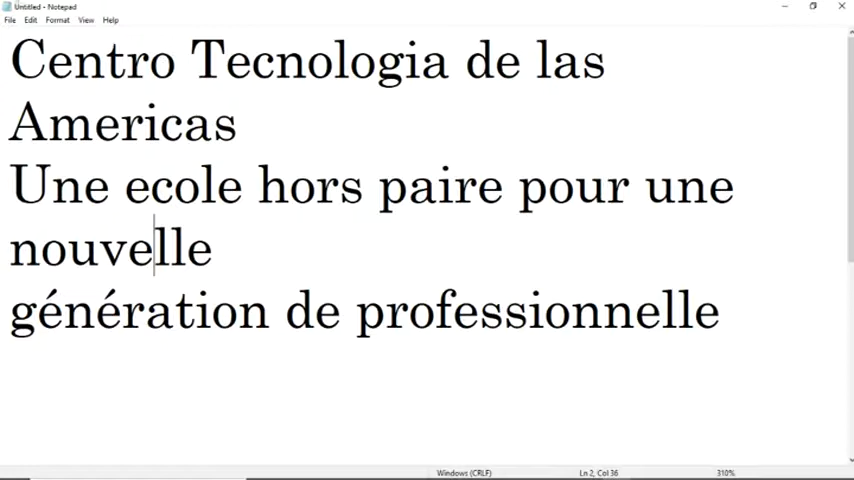 Untitled - Notepad
File Edit Format View Help
Centro Tecnologia de las
Americas
Une ecole hors paire pour une
nouvelle
génération de professionnelle
Windows (CRLF) Ln 2, Col 36 310%